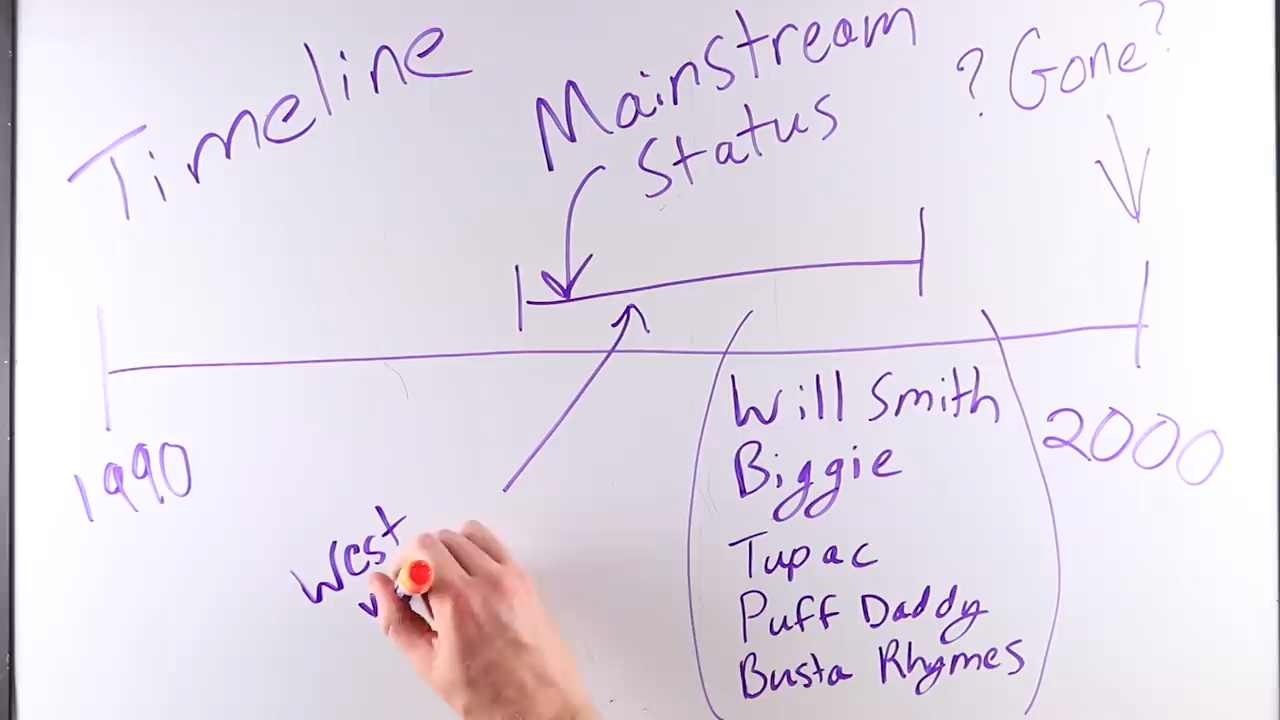 Timeline
Mainstream
Status
? Gone?
1990
2000
West
Will Smith
Biggie
Tupac
Puff Daddy
Busta Rhymes